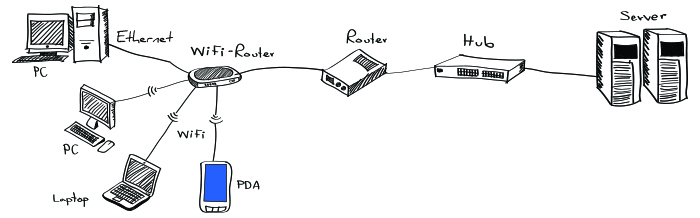 Ethernet
PC
WiFi-Router
Router
Hub
Server
PC
WiFi
Laptop
PDA